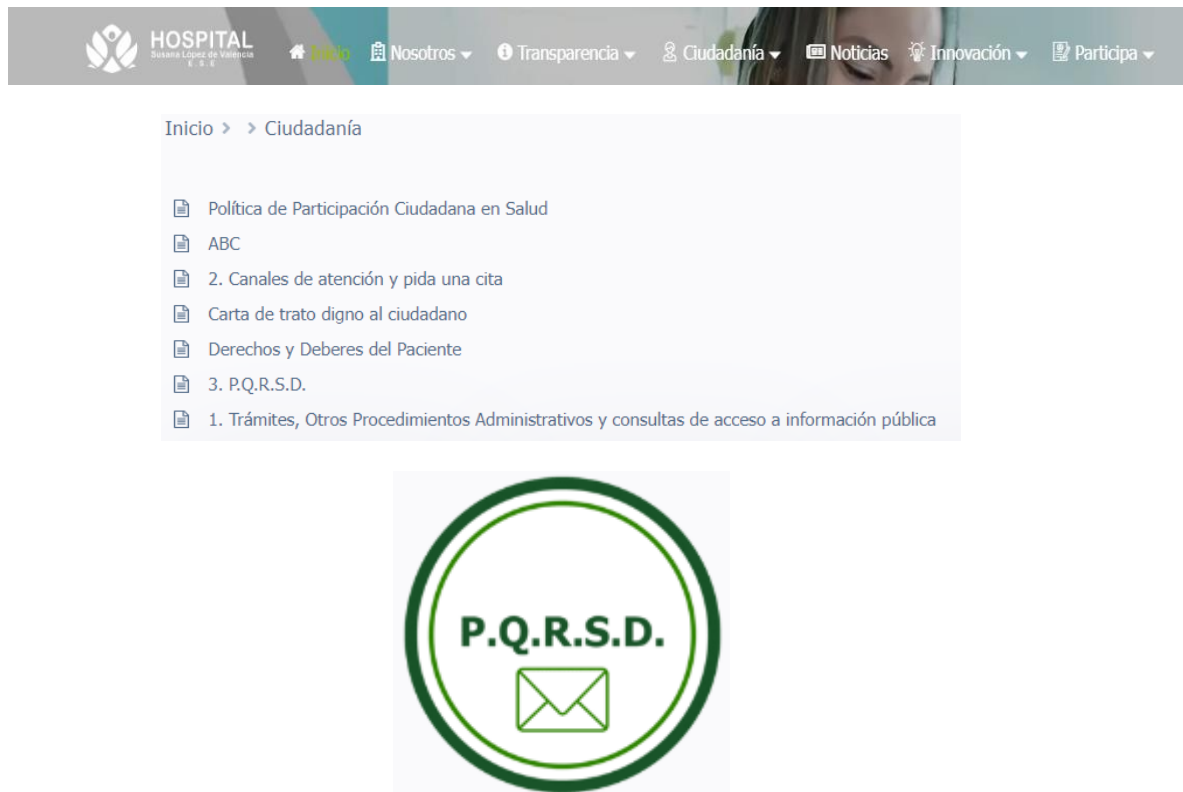 HOSPITAL
Susana López de Valencia
E.S.E
Inicio Nosotros Transparencia Ciudadanía Noticias Innovación Participa
Inicio > > Ciudadanía
Política de Participación Ciudadana en Salud
ABC
2. Canales de atención y pida una cita
Carta de trato digno al ciudadano
Derechos y Deberes del Paciente
3. P.Q.R.S.D.
1. Trámites, Otros Procedimientos Administrativos y consultas de acceso a información pública
P.Q.R.S.D.